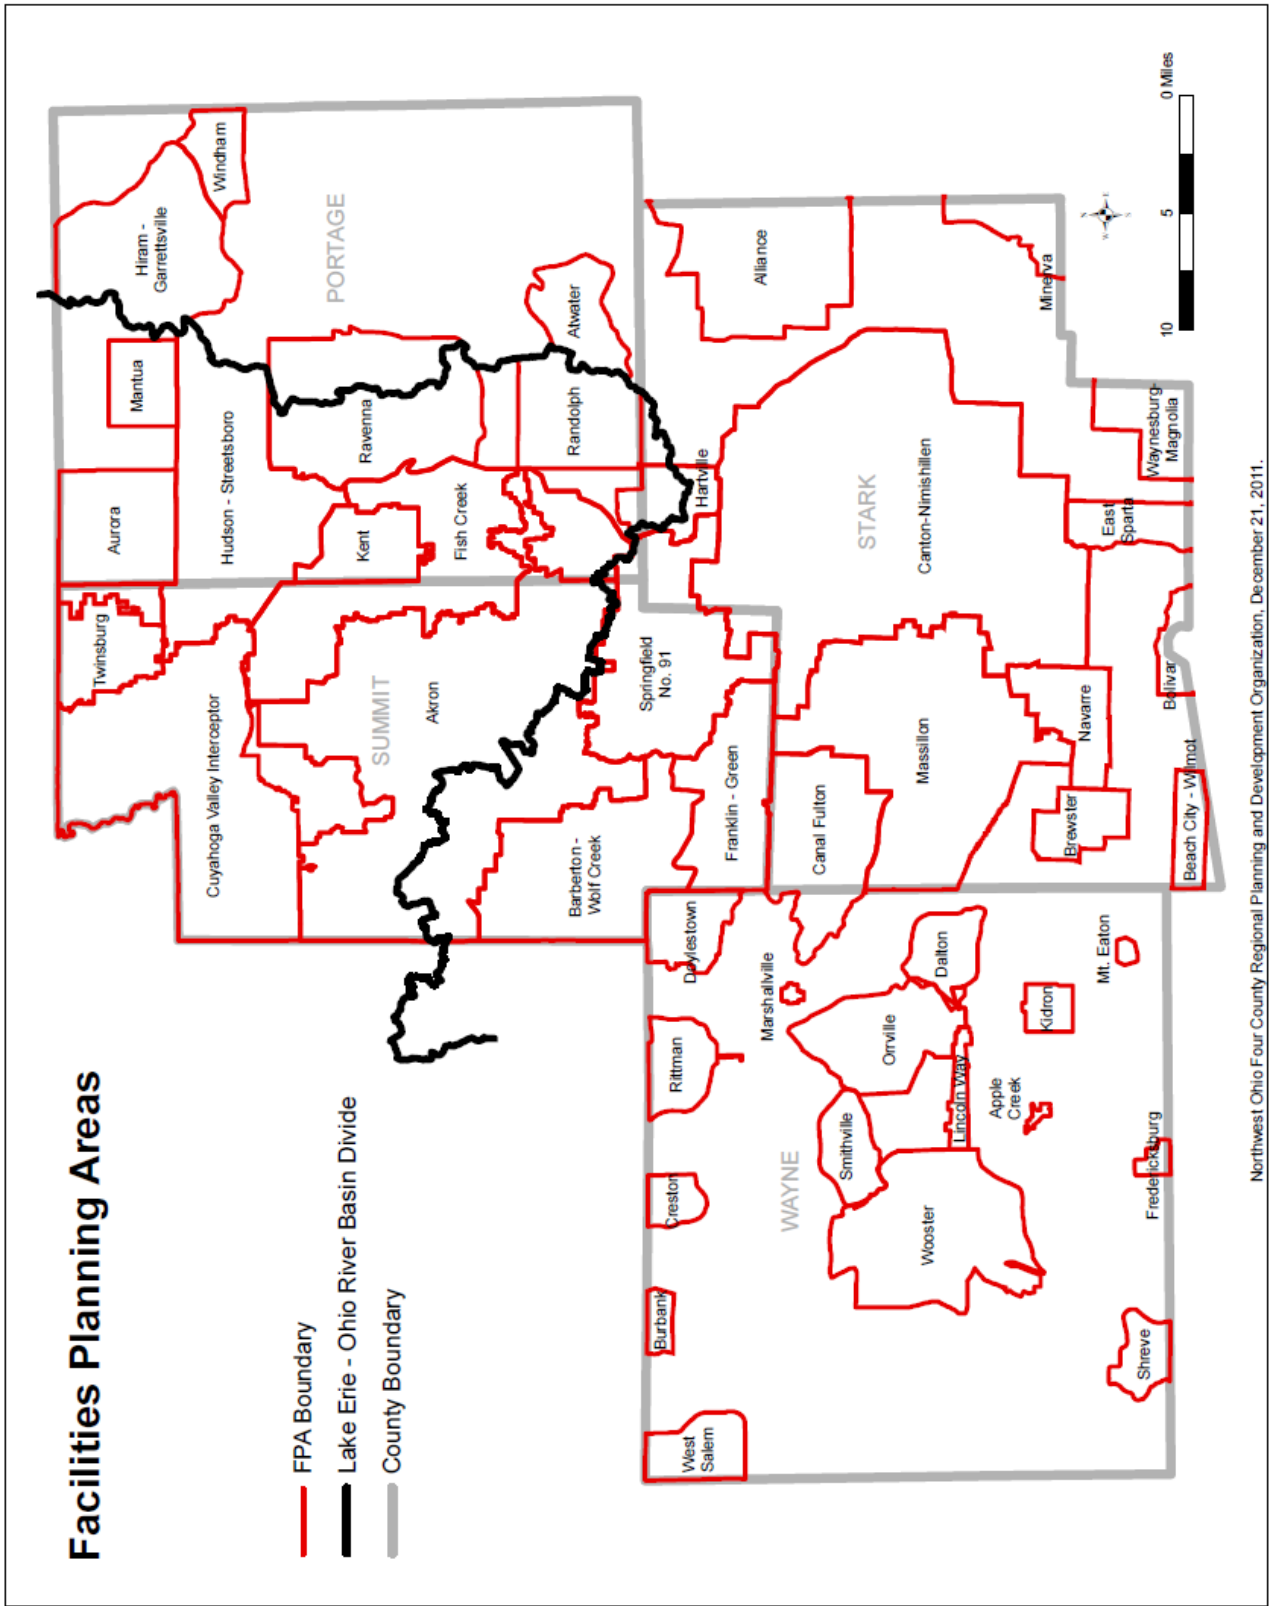 Facilities Planning Areas
FPA Boundary
Lake Erie - Ohio River Basin Divide
County Boundary
Twinsburg
Aurora
Mantua
Hiram -
Garrettsville
Windham
Cuyahoga Valley Interceptor
Hudson - Streetsboro
PORTAGE
SUMMIT
Akron
Kent
Ravenna
Fish Creek
Atwater
Randolph
Barberton -
Wolf Creek
Springfield
No. 91
Hartville
Alliance
Franklin - Green
West
Salem
Burbank
Creston
Rittman
Doylestown
Marshallville
WAYNE
Canal Fulton
STARK
Smithville
Orrville
Dalton
Massillon
Canton-Nimishillen
Wooster
Lincoln Way
Apple
Creek
Kidron
Brewster
Navarre
Minerva
Mt. Eaton
East
Sparta
Shreve
Fredericksburg
Beach City - Wilmot
Bolivar
Waynesburg-
Magnolia
N
W
E
S
10
5
0 Miles
Northwest Ohio Four County Regional Planning and Development Organization, December 21, 2011.